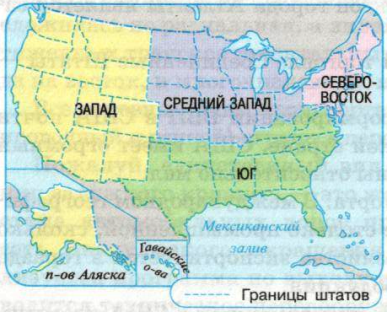 ЗАПАД
СРЕДНИЙ ЗАПАД
СЕВЕРО-
ВОСТОК
ЮГ
Мексиканский
залив
Гавайские
о-ва
п-ов Аляска
Границы штатов